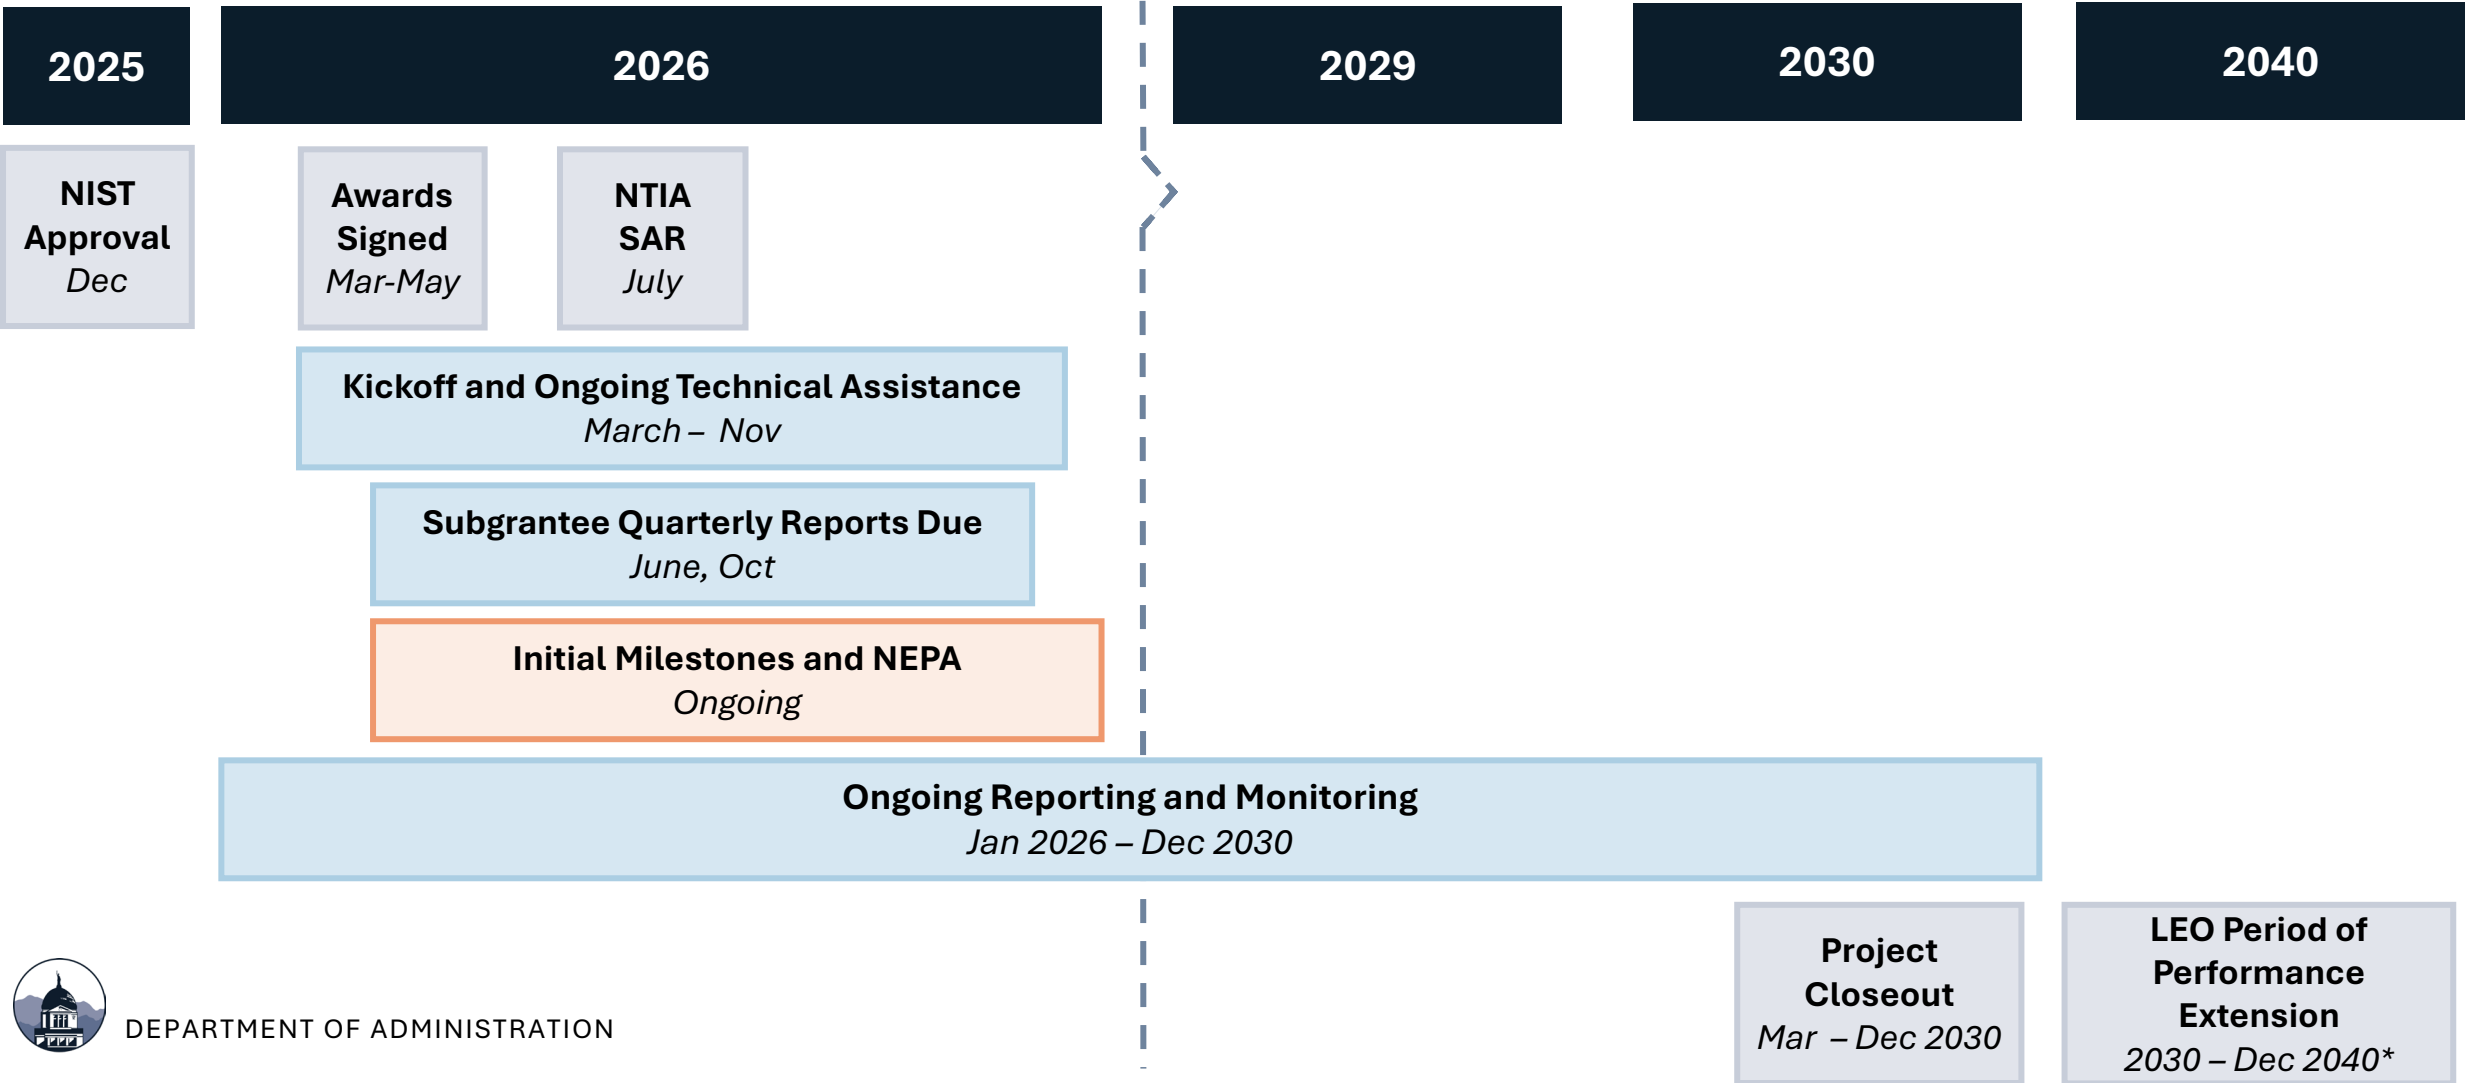 2025
2026
2029
2030
2040
NIST
Approval
Dec
Awards
Signed
Mar-May
NTIA
SAR
July
Kickoff and Ongoing Technical Assistance
March – Nov
Subgrantee Quarterly Reports Due
June, Oct
Initial Milestones and NEPA
Ongoing
Ongoing Reporting and Monitoring
Jan 2026 – Dec 2030
Project
Closeout
Mar – Dec 2030
LEO Period of
Performance
Extension
2030 – Dec 2040*
DEPARTMENT OF ADMINISTRATION